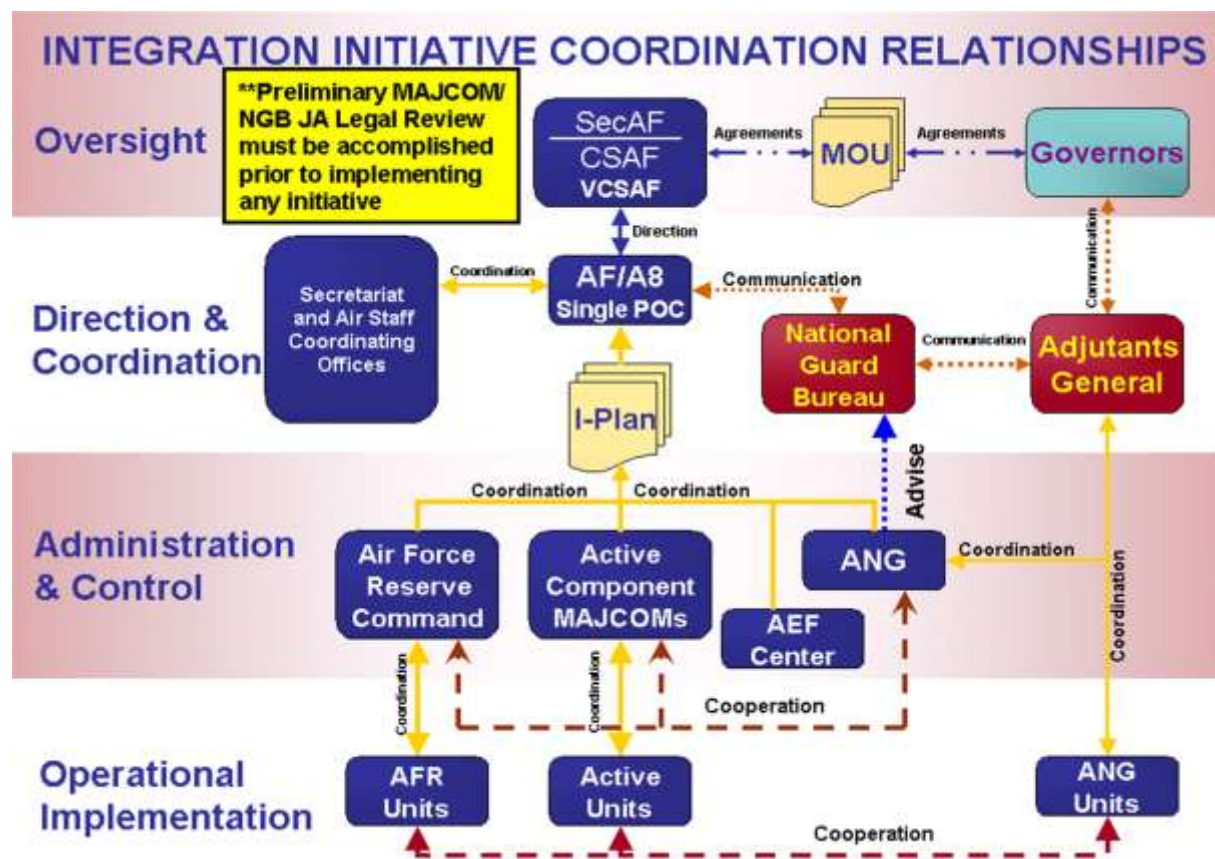 INTEGRATION INITIATIVE COORDINATION RELATIONSHIPS
**Preliminary MAJCOM/
NGB JA Legal Review
must be accomplished
prior to implementing
any initiative
Oversight
SecAF
CSAF
VCSAF
Agreements
MOU
Agreements
Governors
Direction
Communication
Direction &
Coordination
Secretariat
and Air Staff
Coordinating
Offices
Coordination
AF/A8
Single POC
Communication
National
Guard
Bureau
Communication
Adjutants
General
I-Plan
Advise
Administration
& Control
Coordination
Coordination
Air Force
Reserve
Command
Active
Component
MAJCOMs
AEF
Center
ANG
Coordination
Coordination
Coordination
Coordination
Cooperation
Operational
Implementation
AFR
Units
Active
Units
ANG
Units
Cooperation